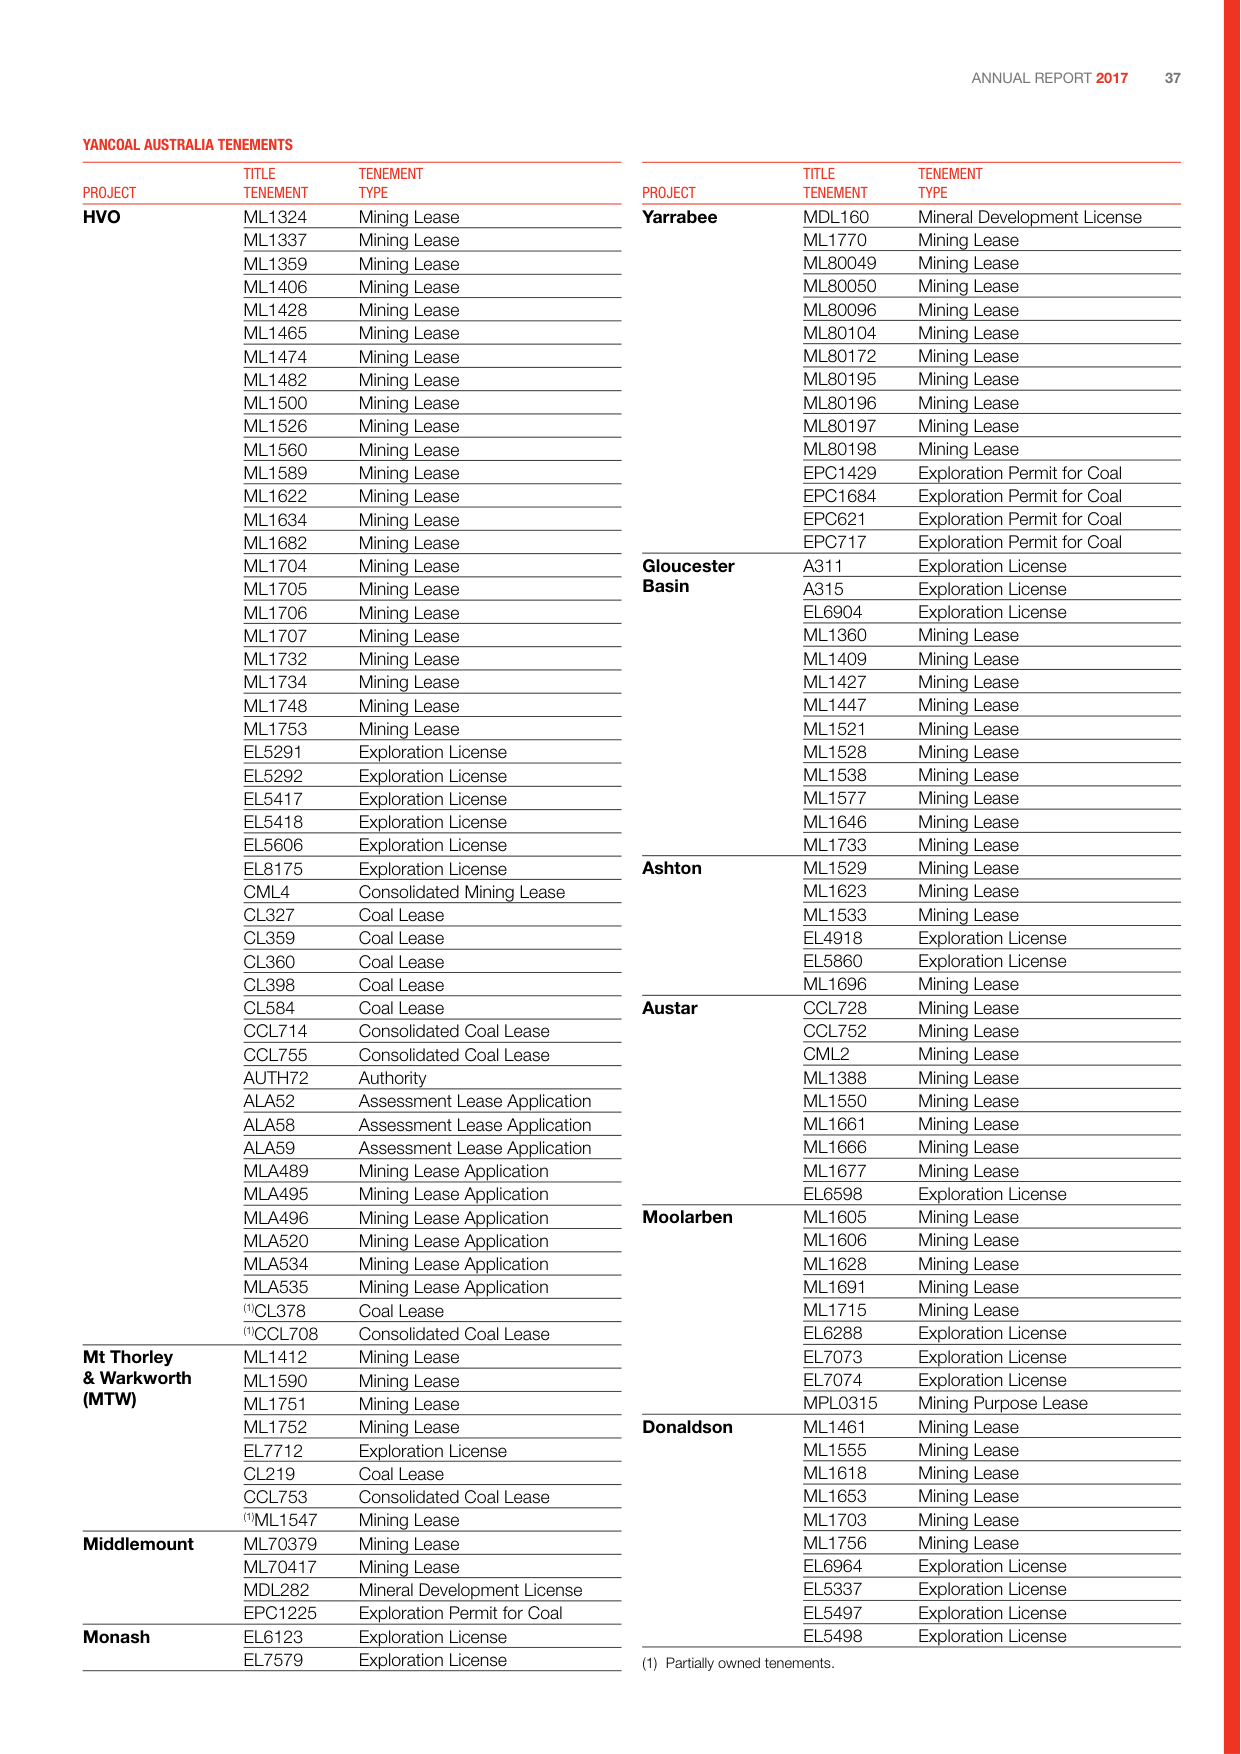 ANNUAL REPORT 2017 37
YANCOAL AUSTRALIA TENEMENTS
TITLE TENEMENT
PROJECT TENEMENT TYPE
HVO ML1324 Mining Lease
ML1337 Mining Lease
ML1359 Mining Lease
ML1406 Mining Lease
ML1428 Mining Lease
ML1465 Mining Lease
ML1474 Mining Lease
ML1482 Mining Lease
ML1500 Mining Lease
ML1526 Mining Lease
ML1560 Mining Lease
ML1589 Mining Lease
ML1622 Mining Lease
ML1634 Mining Lease
ML1682 Mining Lease
ML1704 Mining Lease
ML1705 Mining Lease
ML1706 Mining Lease
ML1707 Mining Lease
ML1732 Mining Lease
ML1734 Mining Lease
ML1748 Mining Lease
ML1753 Mining Lease
EL5291 Exploration License
EL5292 Exploration License
EL5417 Exploration License
EL5418 Exploration License
EL5606 Exploration License
EL8175 Exploration License
CML4 Consolidated Mining Lease
CL327 Coal Lease
CL359 Coal Lease
CL360 Coal Lease
CL398 Coal Lease
CL584 Coal Lease
CCL714 Consolidated Coal Lease
CCL755 Consolidated Coal Lease
AUTH72 Authority
ALA52 Assessment Lease Application
ALA58 Assessment Lease Application
ALA59 Assessment Lease Application
MLA489 Mining Lease Application
MLA495 Mining Lease Application
MLA496 Mining Lease Application
MLA520 Mining Lease Application
MLA534 Mining Lease Application
MLA535 Mining Lease Application
(1)CL378 Coal Lease
(1)CCL708 Consolidated Coal Lease
Mt Thorley ML1412 Mining Lease
& Warkworth ML1590 Mining Lease
(MTW) ML1751 Mining Lease
ML1752 Mining Lease
EL7712 Exploration License
CL219 Coal Lease
CCL753 Consolidated Coal Lease
(1)ML1547 Mining Lease
Middlemount ML70379 Mining Lease
ML70417 Mining Lease
MDL282 Mineral Development License
EPC1225 Exploration Permit for Coal
Monash EL6123 Exploration License
EL7579 Exploration License
TITLE TENEMENT
PROJECT TENEMENT TYPE
Yarrabee MDL160 Mineral Development License
ML1770 Mining Lease
ML80049 Mining Lease
ML80050 Mining Lease
ML80096 Mining Lease
ML80104 Mining Lease
ML80172 Mining Lease
ML80195 Mining Lease
ML80196 Mining Lease
ML80197 Mining Lease
ML80198 Mining Lease
EPC1429 Exploration Permit for Coal
EPC1684 Exploration Permit for Coal
EPC621 Exploration Permit for Coal
EPC717 Exploration Permit for Coal
Gloucester A311 Exploration License
Basin A315 Exploration License
EL6904 Exploration License
ML1360 Mining Lease
ML1409 Mining Lease
ML1427 Mining Lease
ML1447 Mining Lease
ML1521 Mining Lease
ML1528 Mining Lease
ML1538 Mining Lease
ML1577 Mining Lease
ML1646 Mining Lease
ML1733 Mining Lease
Ashton ML1529 Mining Lease
ML1623 Mining Lease
ML1533 Mining Lease
EL4918 Exploration License
EL5860 Exploration License
ML1696 Mining Lease
Austar CCL728 Mining Lease
CCL752 Mining Lease
CML2 Mining Lease
ML1388 Mining Lease
ML1550 Mining Lease
ML1661 Mining Lease
ML1666 Mining Lease
ML1677 Mining Lease
EL6598 Exploration License
Moolarben ML1605 Mining Lease
ML1606 Mining Lease
ML1628 Mining Lease
ML1691 Mining Lease
ML1715 Mining Lease
EL6288 Exploration License
EL7073 Exploration License
EL7074 Exploration License
MPL0315 Mining Purpose Lease
Donaldson ML1461 Mining Lease
ML1555 Mining Lease
ML1618 Mining Lease
ML1653 Mining Lease
ML1703 Mining Lease
ML1756 Mining Lease
EL6964 Exploration License
EL5337 Exploration License
EL5497 Exploration License
EL5498 Exploration License
(1) Partially owned tenements.